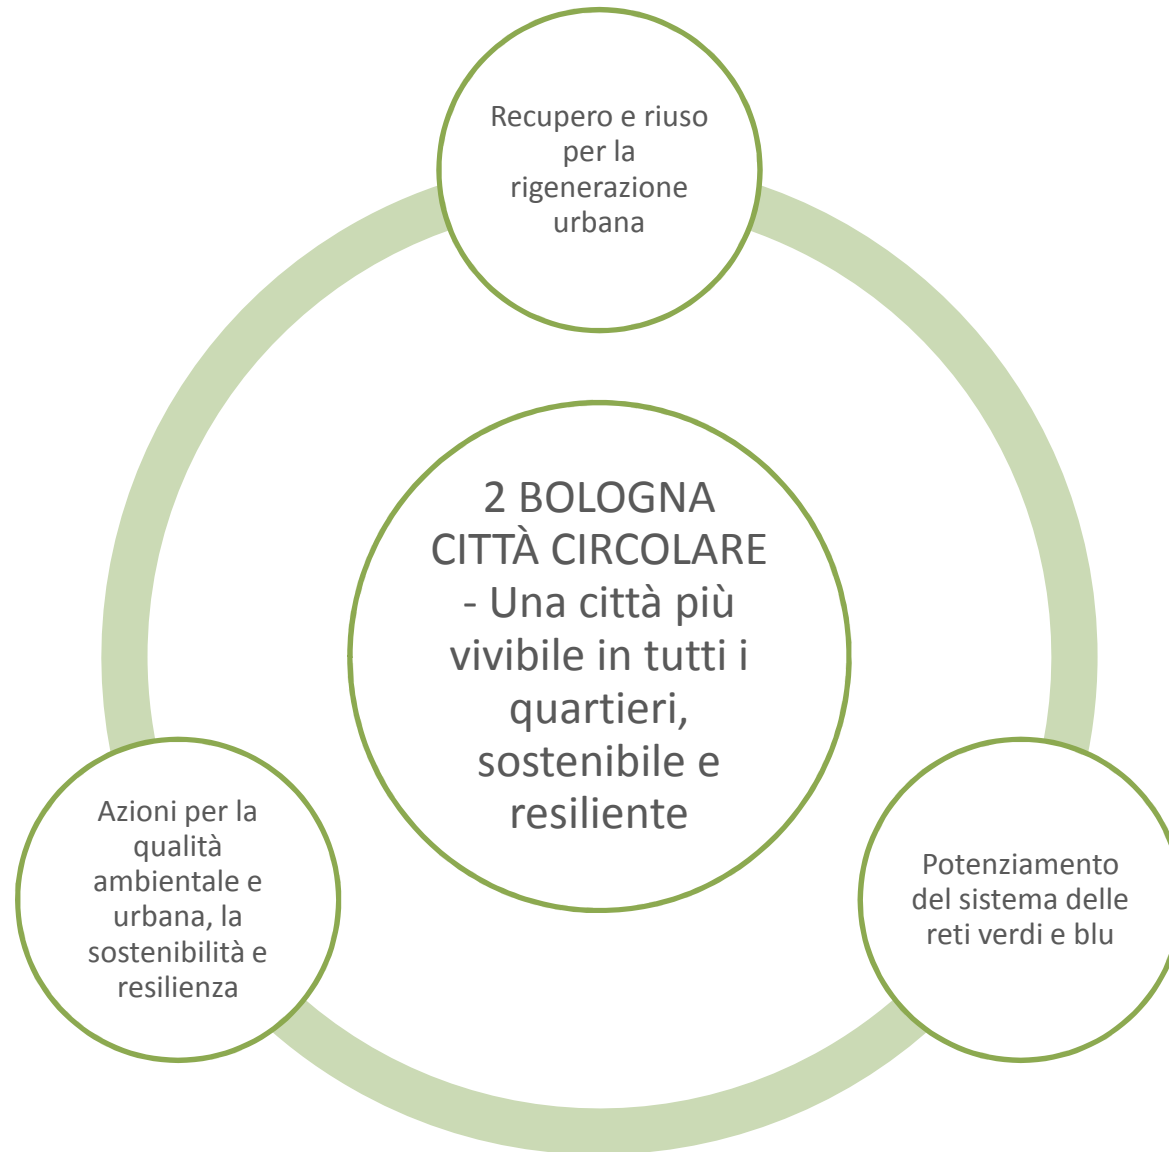 Recupero e riuso
per la
rigenerazione
urbana
2 BOLOGNA
CITTÀ CIRCOLARE
- Una città più
vivibile in tutti i
quartieri,
sostenibile e
resiliente
Azioni per la
qualità
ambientale e
urbana, la
sostenibilità e
resilienza
Potenziamento
del sistema delle
reti verdi e blu